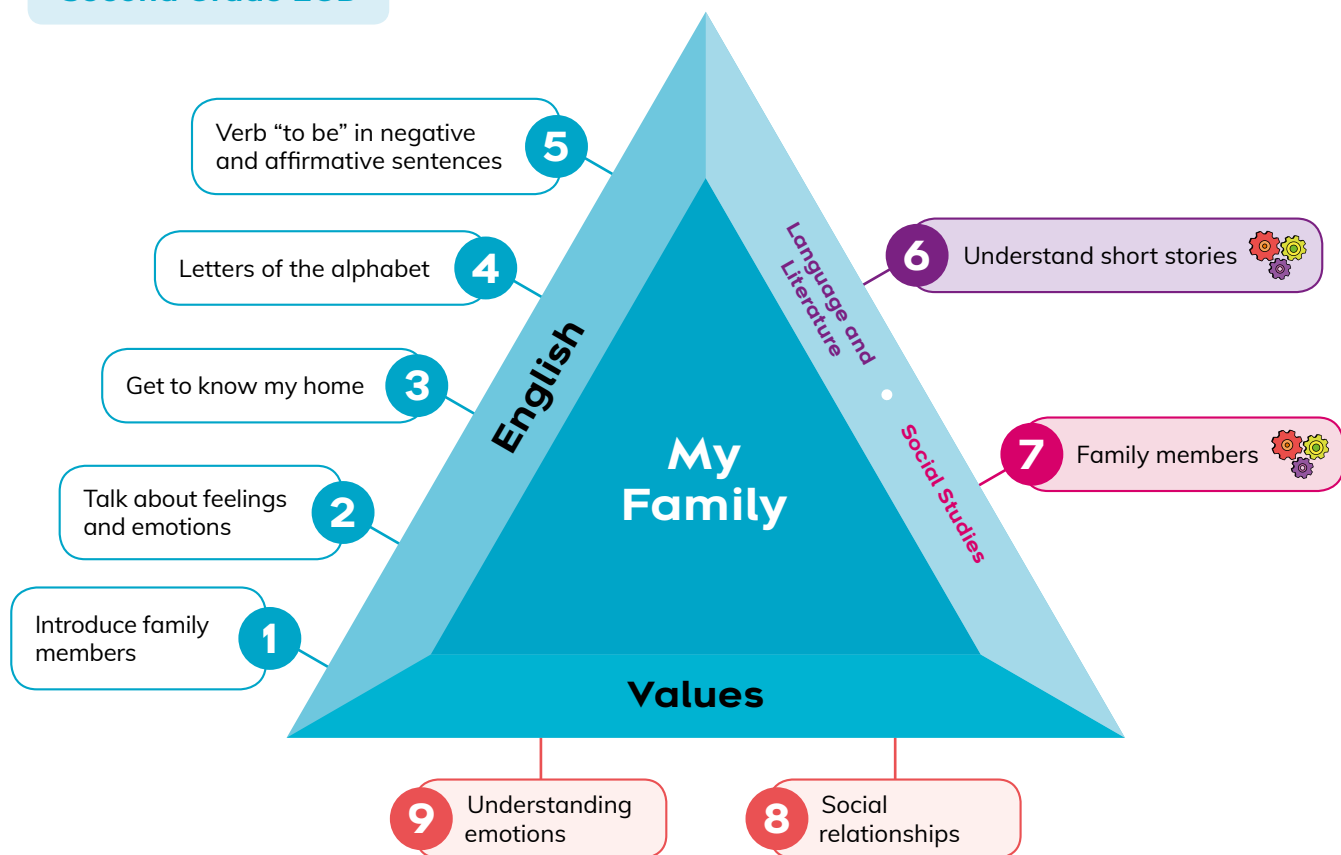 Verb “to be” in negative
and affirmative sentences
5
Letters of the alphabet
4
Get to know my home
3
Talk about feelings
and emotions
2
Introduce family
members
1
English
My
Family
Language and
Literature
Social Studies
6
Understand short stories
7
Family members
Values
9
Understanding
emotions
8
Social
relationships